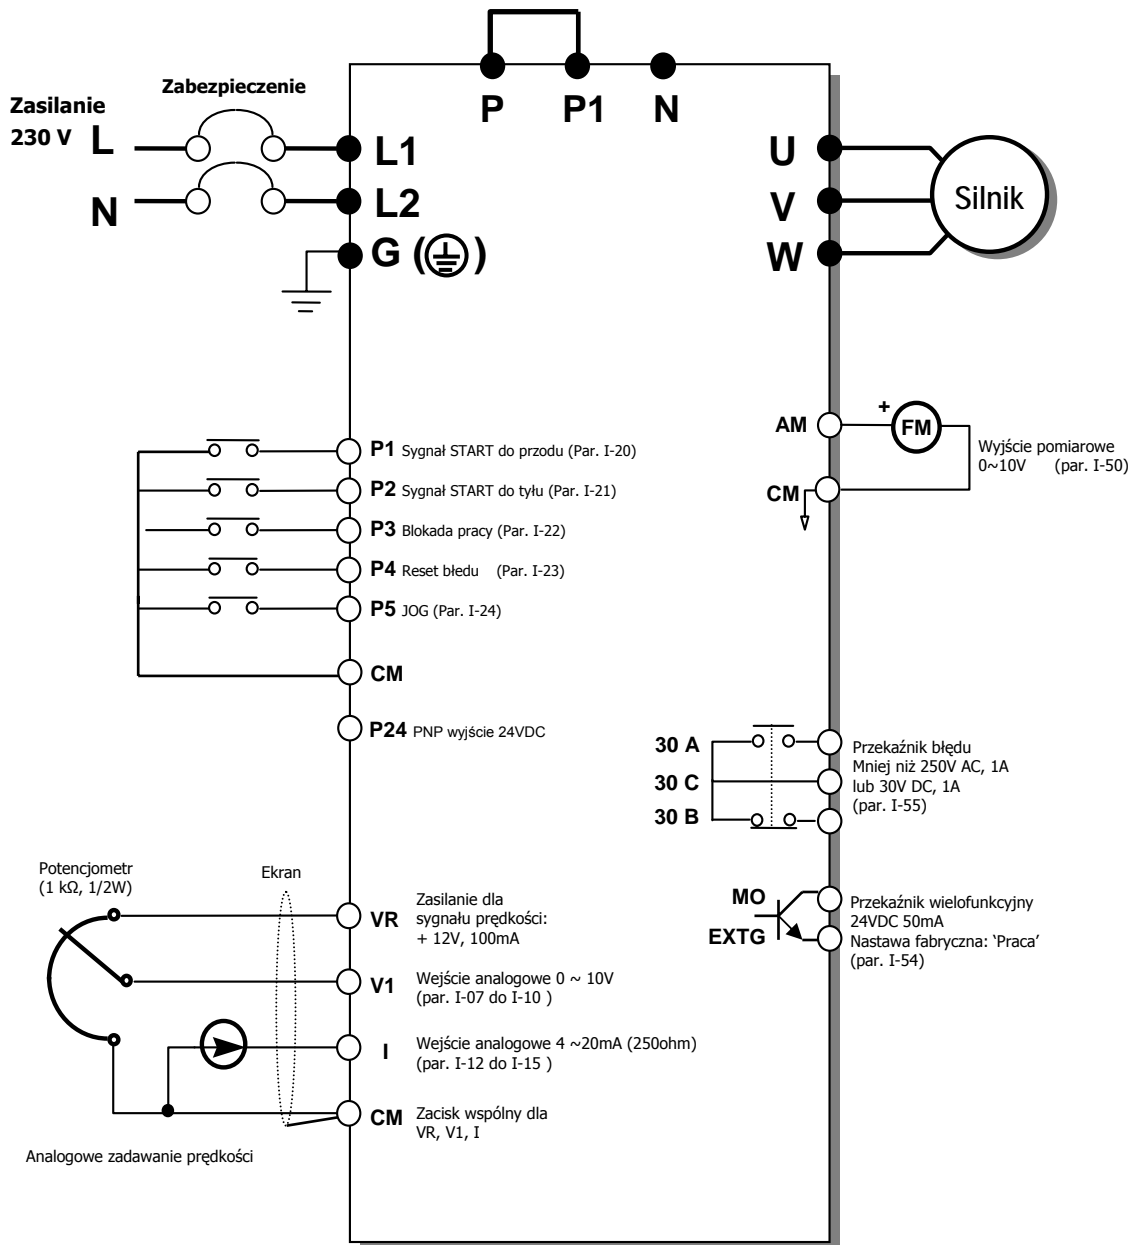 P P1 N
Zabezpieczenie
Zasilanie
230 V L
L1
N
L2
G ( )
U
V
W
Silnik
P1 Sygnał START do przodu (Par. I-20)
P2 Sygnał START do tyłu (Par. I-21)
P3 Blokada pracy (Par. I-22)
P4 Reset błedu (Par. I-23)
P5 JOG (Par. I-24)
CM
P24 PNP wyjście 24VDC
AM
+
FM
CM
Wyjście pomiarowe
0~10V (par. I-50)
30 A
30 C
30 B
Przekaźnik błędu
Mniej niż 250V AC, 1A
lub 30V DC, 1A
(par. I-55)
MO
EXTG
Przekaźnik wielofunkcyjny
24VDC 50mA
Nastawa fabryczna: ‘Praca’
(par. I-54)
Potencjometr
(1 kΩ, 1/2W)
Ekran
VR
Zasilanie dla
sygnału prędkości:
+ 12V, 100mA
V1
Wejście analogowe 0 ~ 10V
(par. I-07 do I-10 )
I
Wejście analogowe 4 ~20mA (250ohm)
(par. I-12 do I-15 )
CM
Zacisk wspólny dla
VR, V1, I
Analogowe zadawanie prędkości